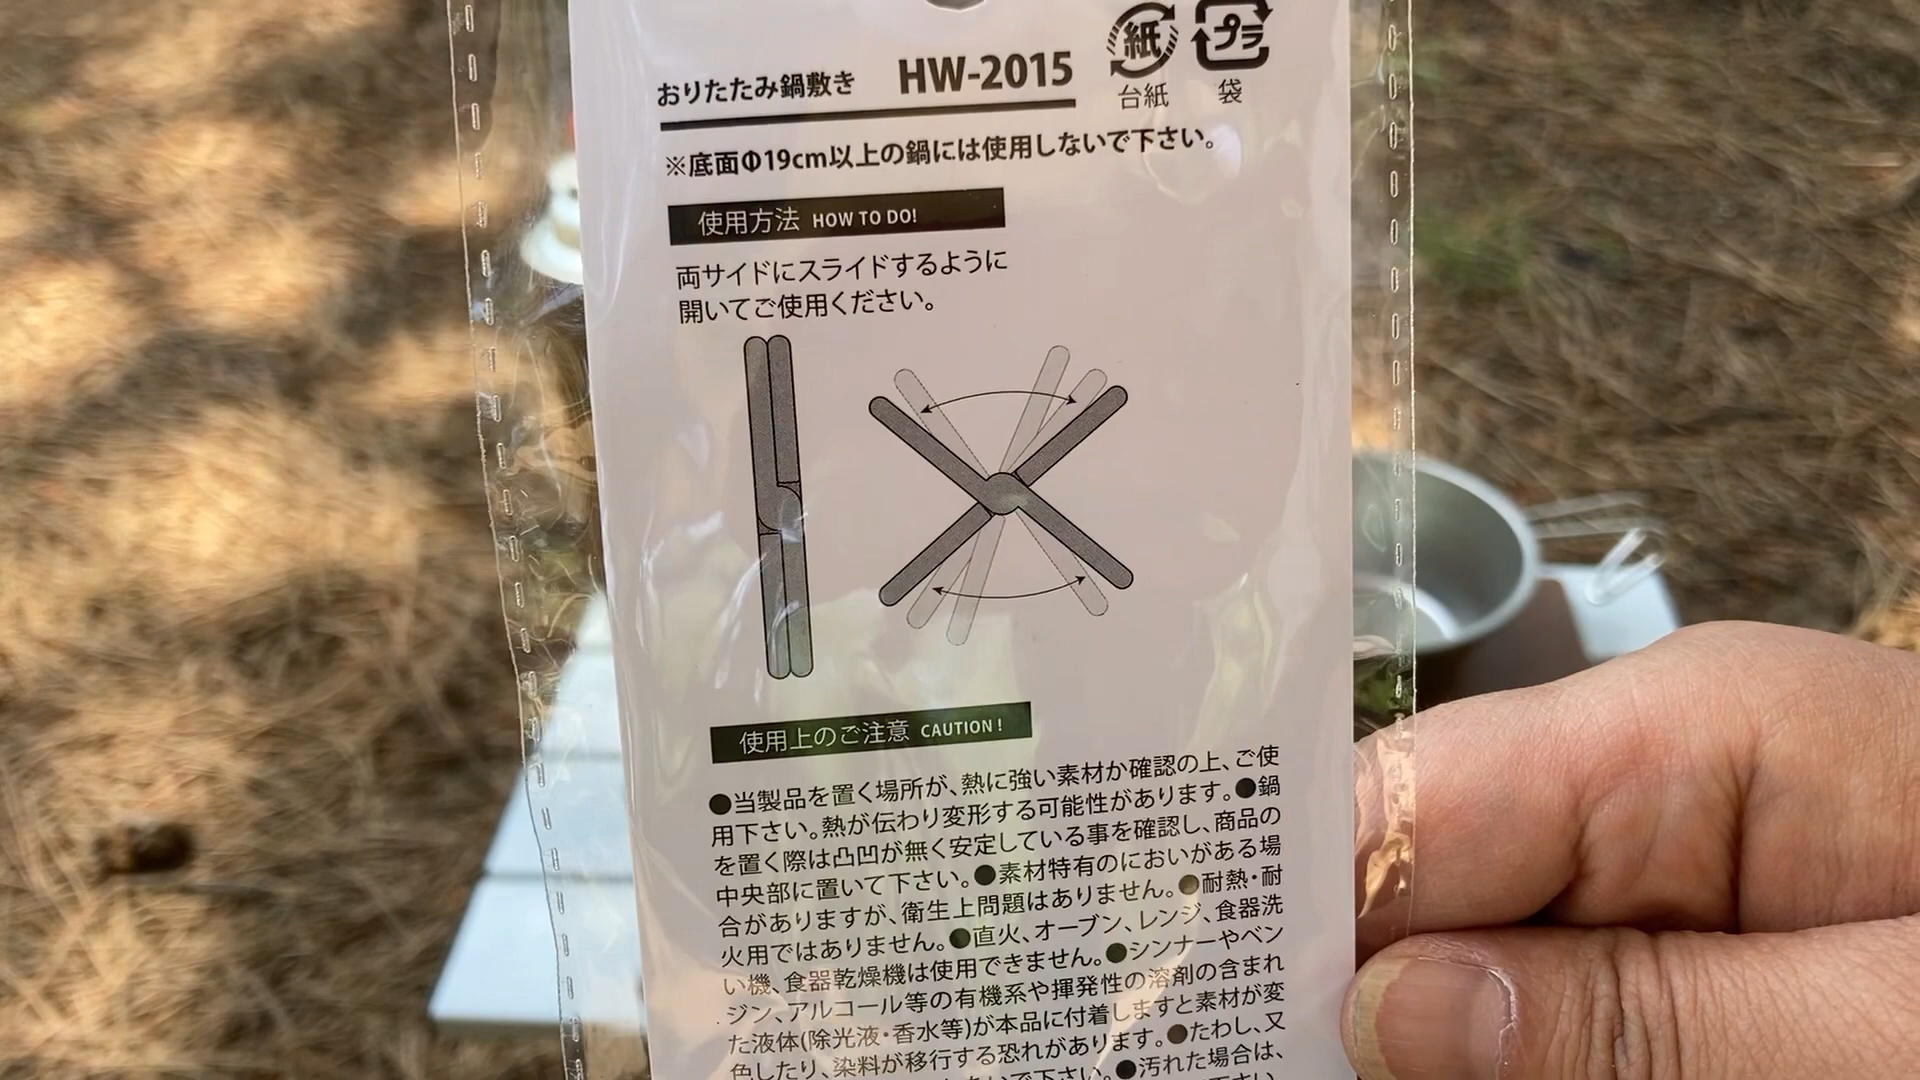 おりたたみ鍋敷き HW-2015
紙 プラ
台紙 袋
※底面Φ19cm以上の鍋には使用しないで下さい。
使用方法 HOW TO DO!
両サイドにスライドするように
開いてご使用ください。
使用上のご注意 CAUTION!
●当製品を置く場所が、熱に強い素材か確認の上、ご使
用下さい。熱が伝わり変形する可能性があります。●鍋
を置く際は凸凹が無く安定している事を確認し、商品の
中央部に置いて下さい。●素材特有のにおいがある場
合がありますが、衛生上問題はありません。●耐熱・耐
火用ではありません。●直火、オーブン、レンジ、食器洗
い機、食器乾燥機は使用できません。●シンナーやベン
ジン、アルコール等の有機系や揮発性の溶剤の含まれ
た液体(除光液・香水等)が本品に付着しますと素材が変
色したり、染料が移行する恐れがあります。●たわし、又
ないで下さい。●汚れた場合は、